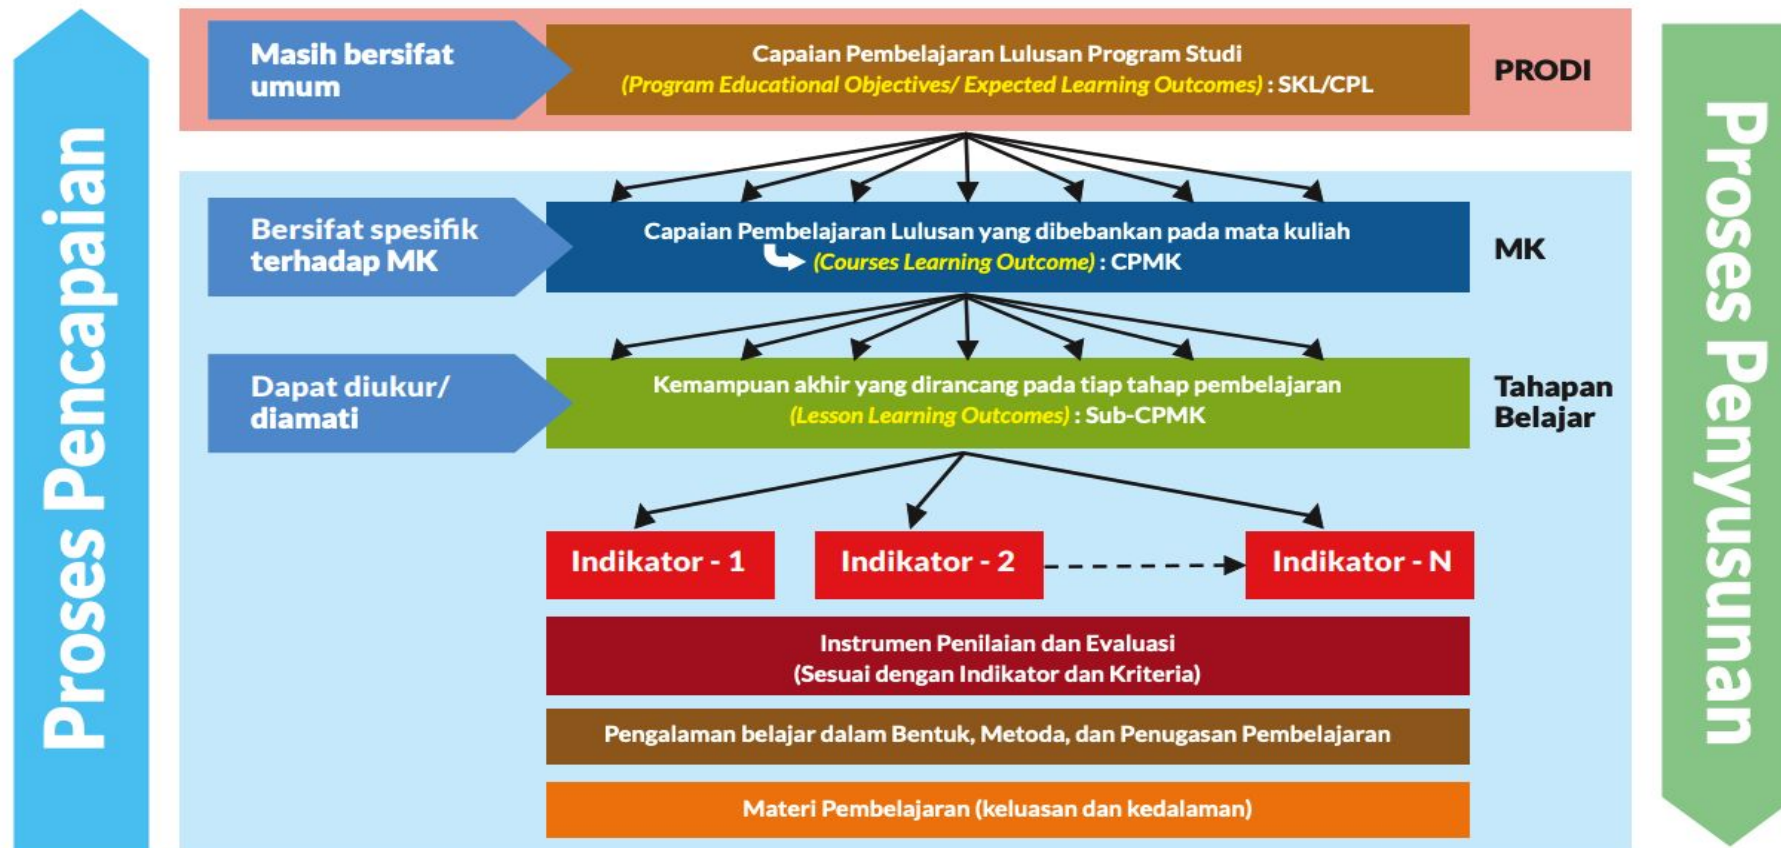 Proses Pencapaian
Masih bersifat
umum
Capaian Pembelajaran Lulusan Program Studi
(Program Educational Objectives/ Expected Learning Outcomes) : SKL/CPL
PRODI
Bersifat spesifik
terhadap MK
Capaian Pembelajaran Lulusan yang dibebankan pada mata kuliah
(Courses Learning Outcome) : CPMK
MK
Dapat diukur/
diamati
Kemampuan akhir yang dirancang pada tiap tahap pembelajaran
(Lesson Learning Outcomes) : Sub-CPMK
Tahapan
Belajar
Indikator - 1
Indikator - 2
Indikator - N
Instrumen Penilaian dan Evaluasi
(Sesuai dengan Indikator dan Kriteria)
Pengalaman belajar dalam Bentuk, Metoda, dan Penugasan Pembelajaran
Materi Pembelajaran (keluasan dan kedalaman)
Proses Penyusunan